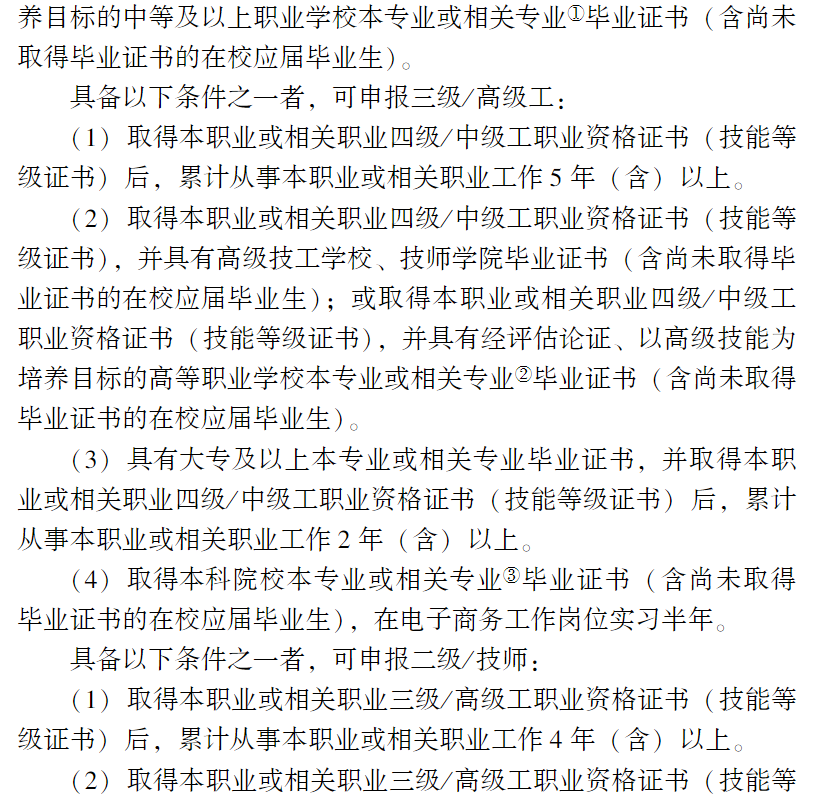 养目标的中等及以上职业学校本专业或相关专业①毕业证书（含尚未
取得毕业证书的在校应届毕业生）。
具备以下条件之一者，可申报三级/高级工：
（1）取得本职业或相关职业四级/中级工职业资格证书（技能等
级证书）后，累计从事本职业或相关职业工作 5 年（含）以上。
（2）取得本职业或相关职业四级/中级工职业资格证书（技能等
级证书），并具有高级技工学校、技师学院毕业证书（含尚未取得毕
业证书的在校应届毕业生）；或取得本职业或相关职业四级/中级工
职业资格证书（技能等级证书），并具有经评估论证、以高级技能为
培养目标的高等职业学校本专业或相关专业②毕业证书（含尚未取得
毕业证书的在校应届毕业生）。
（3）具有大专及以上本专业或相关专业毕业证书，并取得本职
业或相关职业四级/中级工职业资格证书（技能等级证书）后，累计
从事本职业或相关职业工作 2 年（含）以上。
（4）取得本科院校本专业或相关专业③毕业证书（含尚未取得
毕业证书的在校应届毕业生），在电子商务工作岗位实习半年。
具备以下条件之一者，可申报二级/技师：
（1）取得本职业或相关职业三级/高级工职业资格证书（技能等
级证书）后，累计从事本职业或相关职业工作 4 年（含）以上。
（2）取得本职业或相关职业三级/高级工职业资格证书（技能等